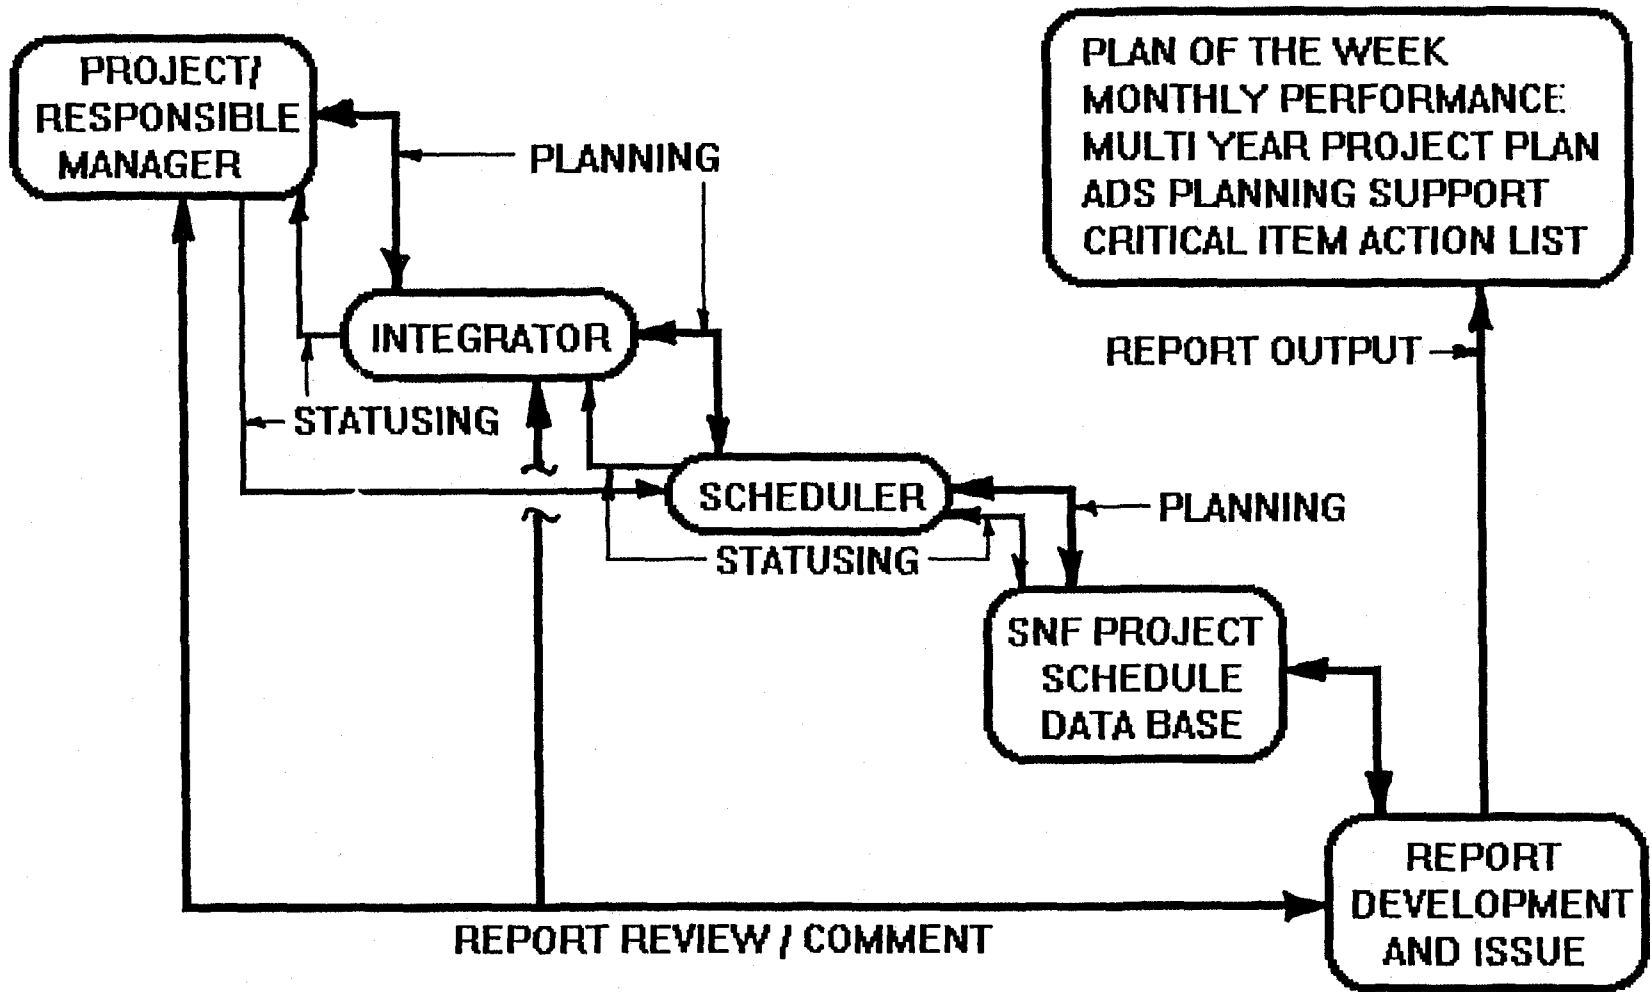 PROJECT/
RESPONSIBLE
MANAGER
PLANNING
PLAN OF THE WEEK
MONTHLY PERFORMANCE
MULTI YEAR PROJECT PLAN
ADS PLANNING SUPPORT
CRITICAL ITEM ACTION LIST
INTEGRATOR
REPORT OUTPUT
STATUSING
SCHEDULER
PLANNING
STATUSING
SNF PROJECT
SCHEDULE
DATA BASE
REPORT
DEVELOPMENT
AND ISSUE
REPORT REVIEW / COMMENT